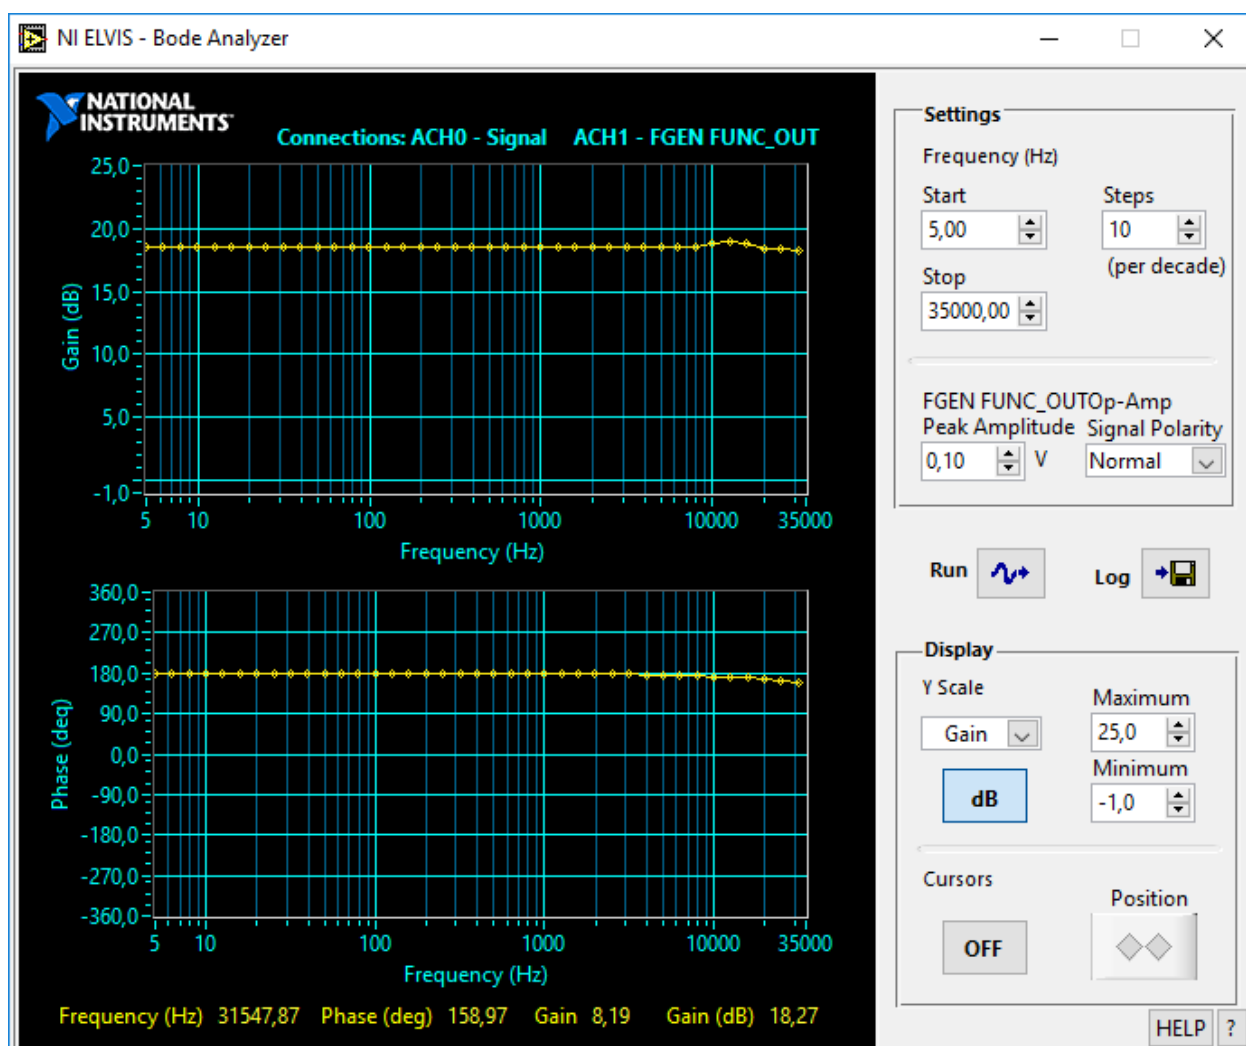 NI ELVIS - Bode Analyzer
NATIONAL
INSTRUMENTS™
Connections: ACH0 - Signal ACH1 - FGEN FUNC_OUT
25,0
20,0
15,0
10,0
5,0
-1,0
Gain (dB)
5 10 100 1000 10000 35000
Frequency (Hz)
360,0
270,0
180,0
90,0
0,0
-90,0
-180,0
-270,0
-360,0
Phase (deg)
5 10 100 1000 10000 35000
Frequency (Hz)
Frequency (Hz) 31547,87 Phase (deg) 158,97 Gain 8,19 Gain (dB) 18,27
Settings
Frequency (Hz)
Start Steps
5,00 10
(per decade)
Stop
35000,00
FGEN FUNC_OUTOp-Amp
Peak Amplitude Signal Polarity
0,10 V Normal
Run Log
Display
Y Scale
Gain
dB
Maximum
25,0
Minimum
-1,0
Cursors
OFF
Position
HELP ?